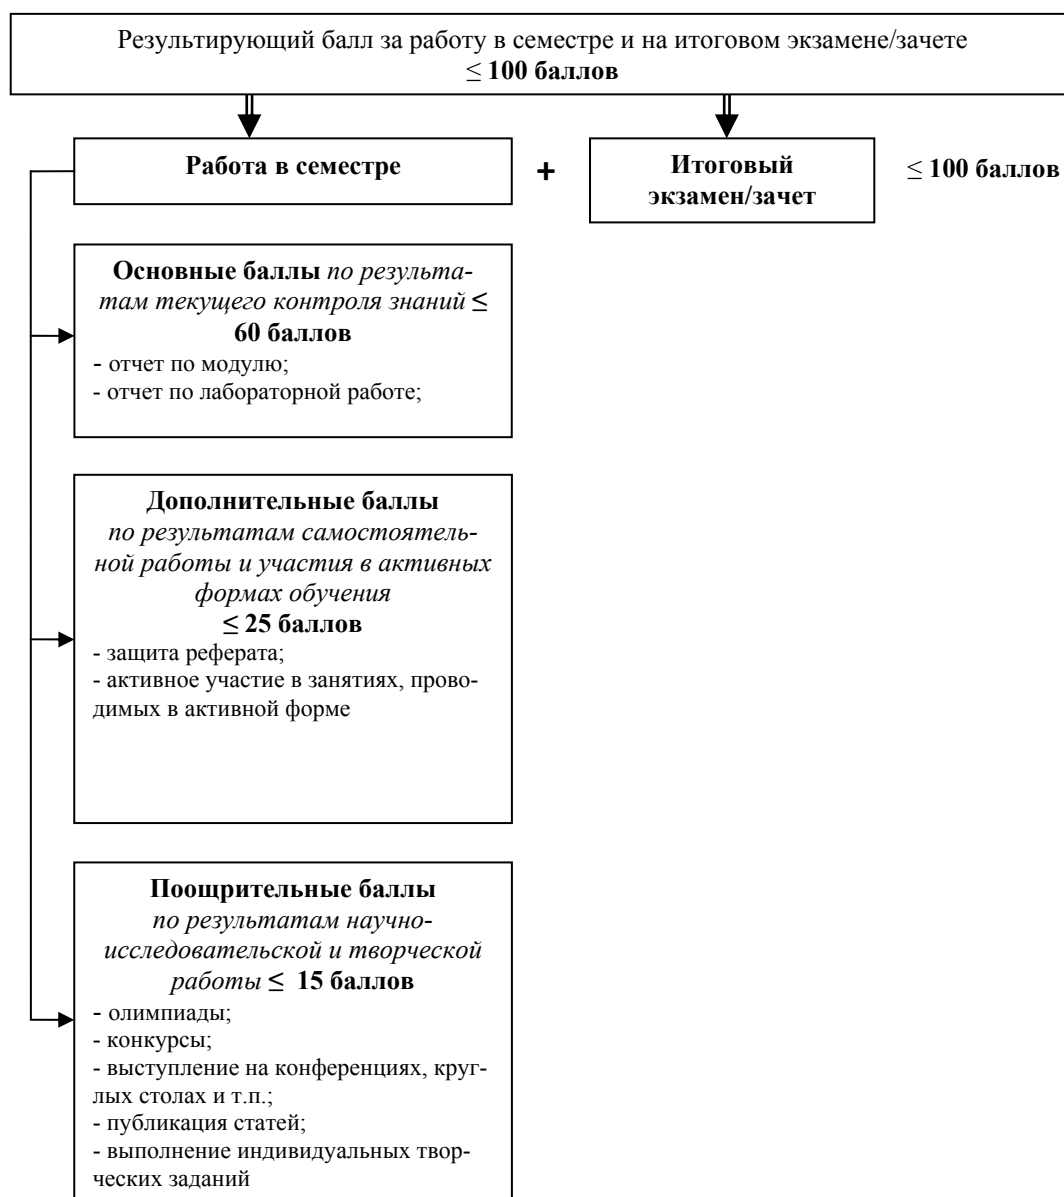 Результирующий балл за работу в семестре и на итоговом экзамене/зачете
≤ 100 баллов
Работа в семестре
+
Итоговый
экзамен/зачет
≤ 100 баллов
Основные баллы по результа-
там текущего контроля знаний ≤
60 баллов
- отчет по модулю;
- отчет по лабораторной работе;
Дополнительные баллы
по результатам самостоятель-
ной работы и участия в активных
формах обучения
≤ 25 баллов
- защита реферата;
- активное участие в занятиях, прово-
димых в активной форме
Поощрительные баллы
по результатам научно-
исследовательской и творческой
работы ≤ 15 баллов
- олимпиады;
- конкурсы;
- выступление на конференциях, круг-
лых столах и т.п.;
- публикация статей;
- выполнение индивидуальных твор-
ческих заданий